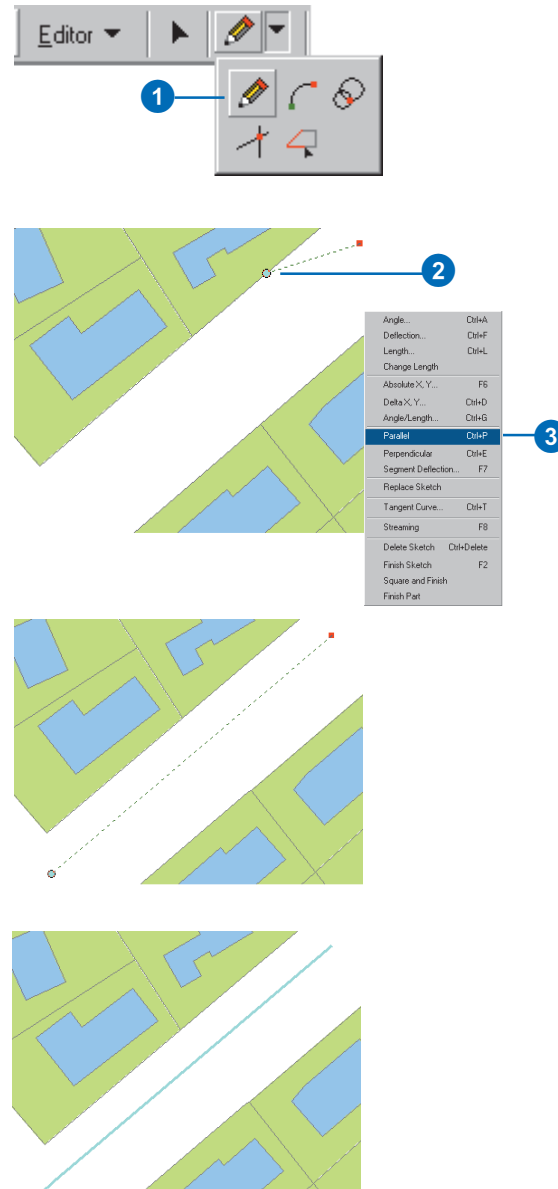 Editor
1
2
Angle... Ctrl+A
Deflection... Ctrl+F
Length... Ctrl+L
Change Length
Absolute X, Y... F6
Delta X, Y... Ctrl+D
Angle/Length... Ctrl+G
Parallel Ctrl+P
3
Perpendicular Ctrl+E
Segment Deflection... F7
Replace Sketch
Tangent Curve... Ctrl+T
Streaming F8
Delete Sketch Ctrl+Delete
Finish Sketch F2
Square and Finish
Finish Part